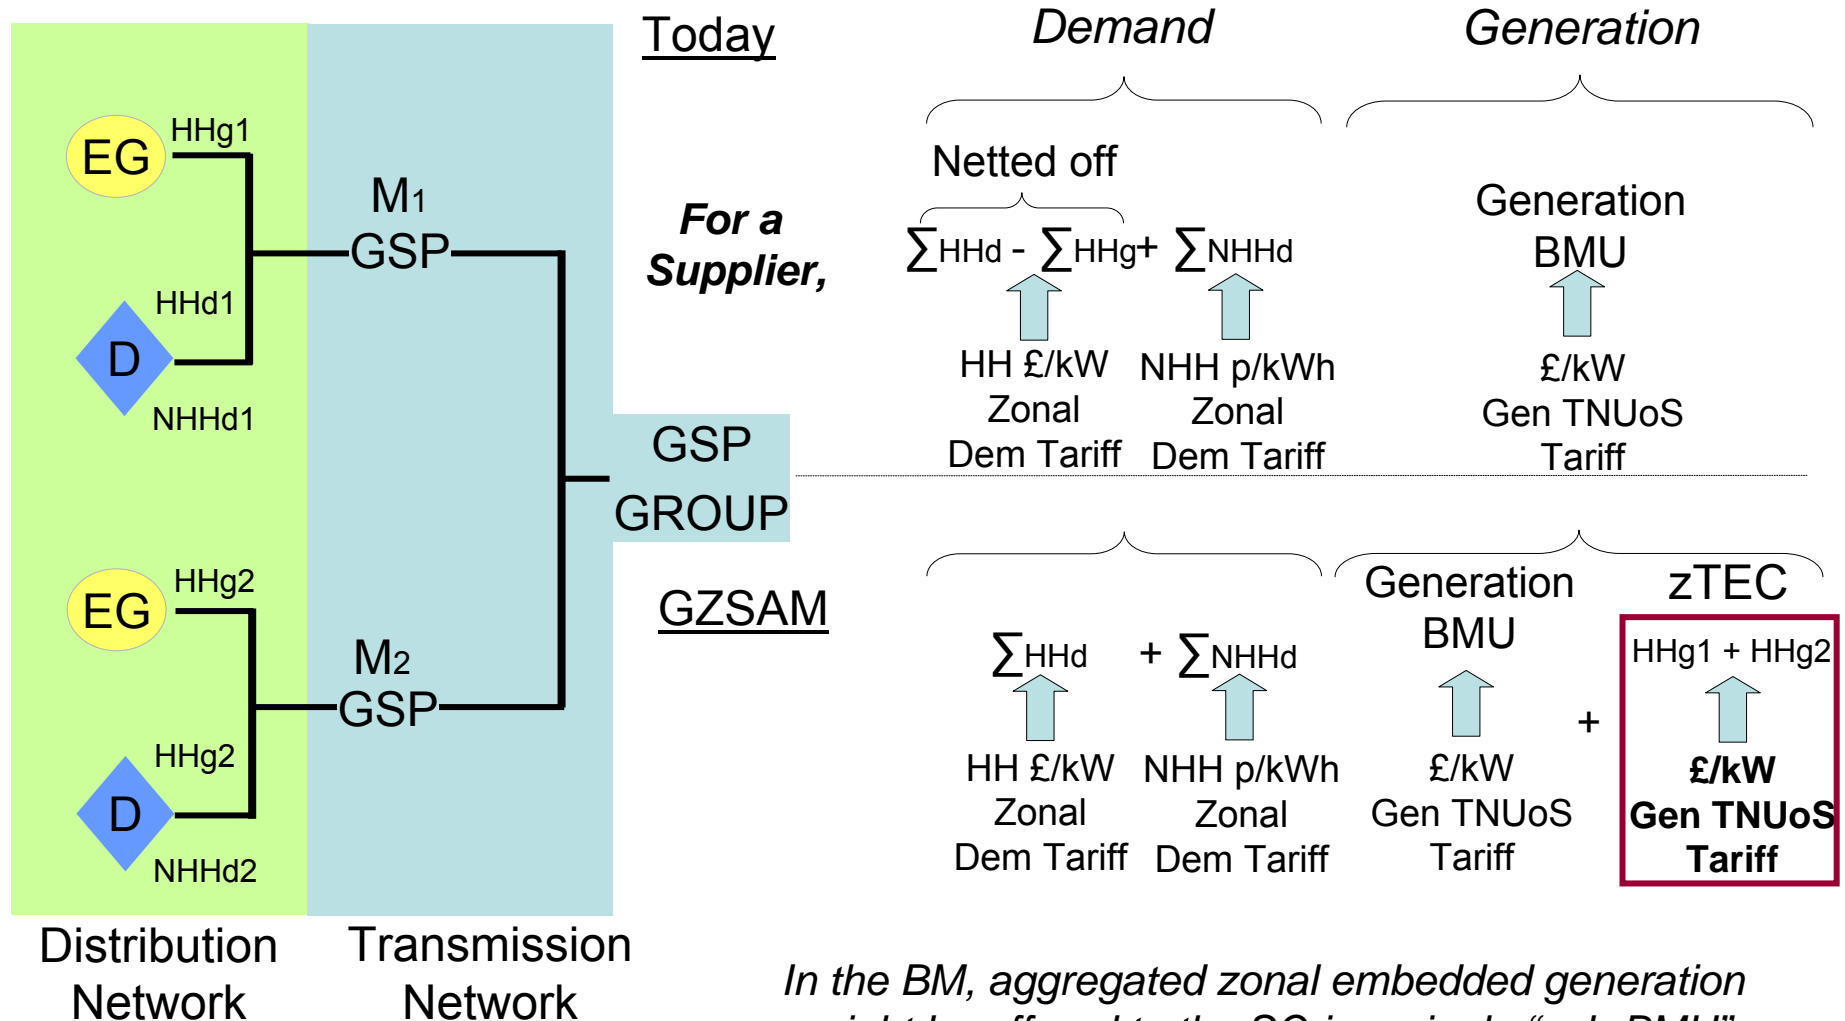 Today
Demand
Generation
HHg1
EG
M1
GSP
HHd1
D
NHHd1
For a
Supplier,
Netted off
∑HHd - ∑HHg+ ∑NHHd
HH £/kW
Zonal
Dem Tariff
NHH p/kWh
Zonal
Dem Tariff
Generation
BMU
£/kW
Gen TNUoS
Tariff
GSP
GROUP
HHg2
EG
M2
GSP
HHg2
D
NHHd2
GZSAM
∑HHd + ∑NHHd
HH £/kW
Zonal
Dem Tariff
NHH p/kWh
Zonal
Dem Tariff
Generation
BMU
£/kW
Gen TNUoS
Tariff
+
zTEC
HHg1 + HHg2
£/kW
Gen TNUoS
Tariff
Distribution
Network
Transmission
Network
In the BM, aggregated zonal embedded generation